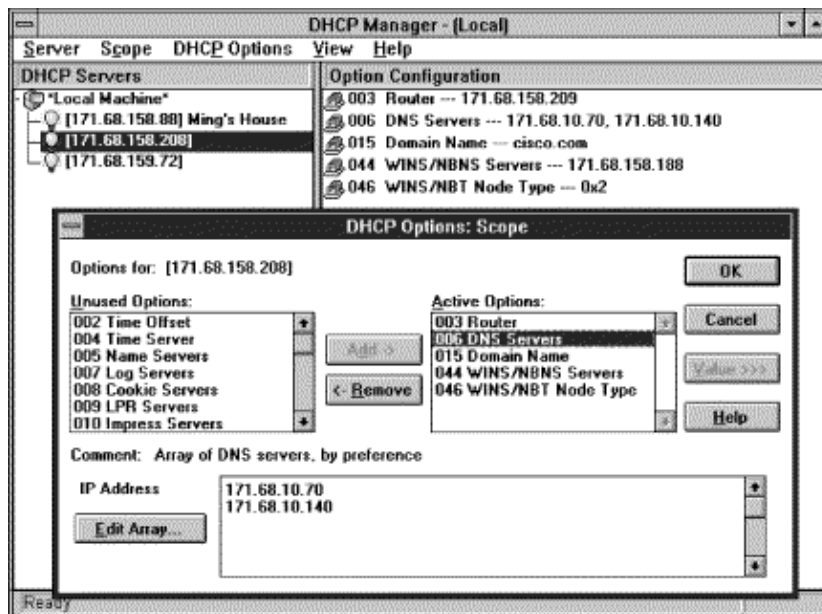 DHCP Manager - (Local)
Server Scope DHCP Options View Help
DHCP Servers
*Local Machine*
[171.68.158.88] Ming's House
[171.68.158.208]
[171.68.159.72]
Option Configuration
003 Router --- 171.68.158.209
006 DNS Servers --- 171.68.10.70, 171.68.10.140
015 Domain Name --- cisco.com
044 WINS/NBNS Servers --- 171.68.158.188
046 WINS/NBT Node Type --- 0x2
DHCP Options: Scope
Options for: [171.68.158.208]
Unused Options:
002 Time Offset
004 Time Server
005 Name Servers
007 Log Servers
008 Cookie Servers
009 LPR Servers
010 Impress Servers
Add ->
<- Remove
Active Options:
003 Router
006 DNS Servers
015 Domain Name
044 WINS/NBNS Servers
046 WINS/NBT Node Type
OK
Cancel
Value >>>
Help
Comment: Array of DNS servers, by preference
IP Address
171.68.10.70
171.68.10.140
Edit Array...
Ready